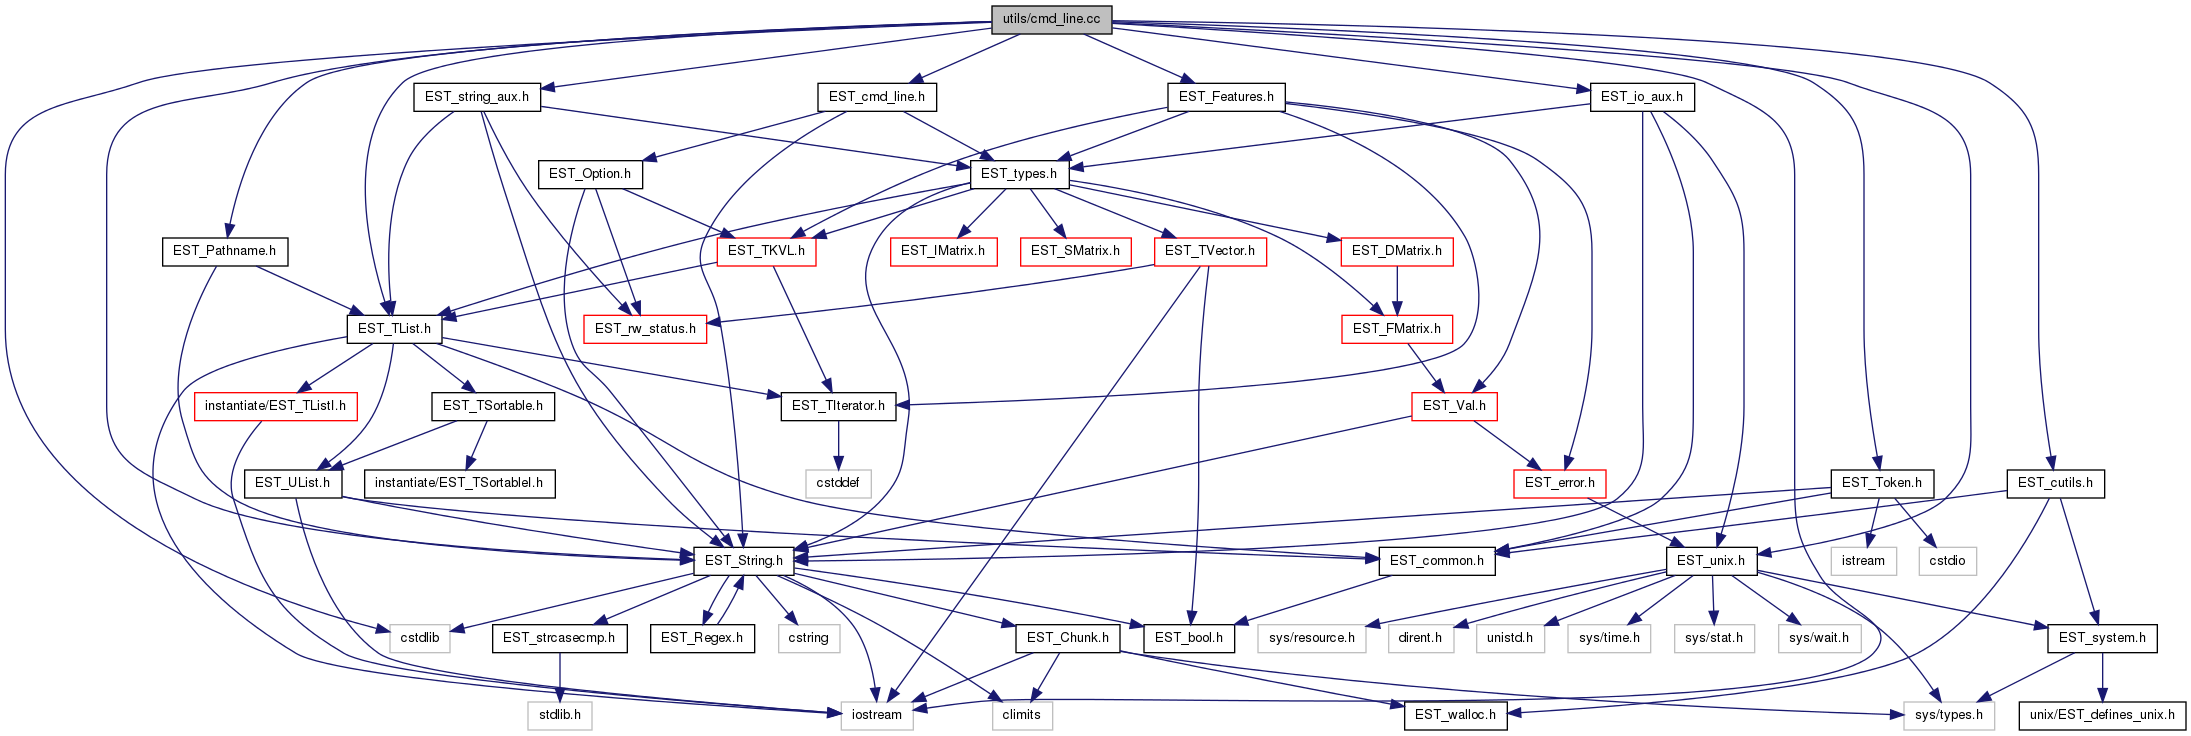 utils/cmd_line.cc
EST_string_aux.h
EST_cmd_line.h
EST_Features.h
EST_io_aux.h
EST_Option.h
EST_types.h
EST_Pathname.h
EST_TKVL.h
EST_IMatrix.h
EST_SMatrix.h
EST_TVector.h
EST_DMatrix.h
EST_TList.h
EST_rw_status.h
EST_FMatrix.h
instantiate/EST_TListI.h
EST_TSortable.h
EST_TIterator.h
EST_Val.h
EST_UList.h
instantiate/EST_TSortableI.h
cstddef
EST_error.h
EST_Token.h
EST_cutils.h
EST_String.h
EST_common.h
EST_unix.h
istream
cstdio
cstdlib
EST_strcasecmp.h
EST_Regex.h
cstring
EST_Chunk.h
EST_bool.h
sys/resource.h
dirent.h
unistd.h
sys/time.h
sys/stat.h
sys/wait.h
EST_system.h
stdlib.h
iostream
climits
EST_walloc.h
sys/types.h
unix/EST_defines_unix.h